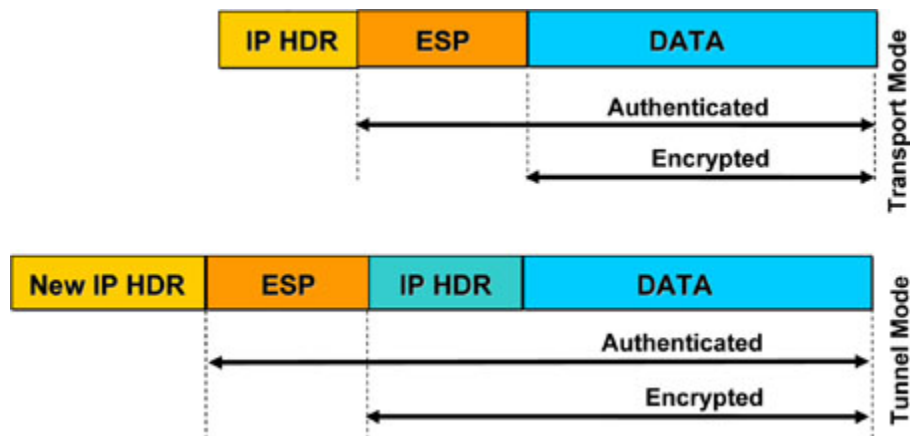 IP HDR ESP DATA
Authenticated
Encrypted
Transport Mode
New IP HDR ESP IP HDR DATA
Authenticated
Encrypted
Tunnel Mode